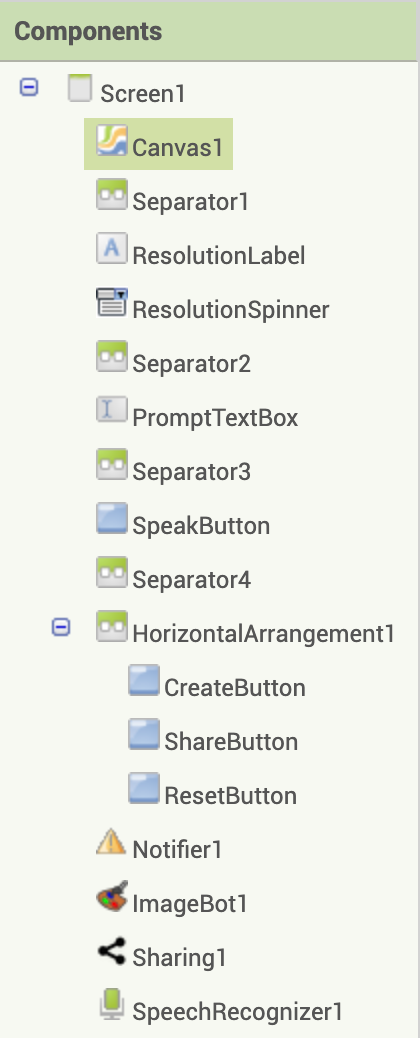 Components
Screen1
Canvas1
Separator1
ResolutionLabel
ResolutionSpinner
Separator2
PromptTextBox
Separator3
SpeakButton
Separator4
HorizontalArrangement1
CreateButton
ShareButton
ResetButton
Notifier1
ImageBot1
Sharing1
SpeechRecognizer1